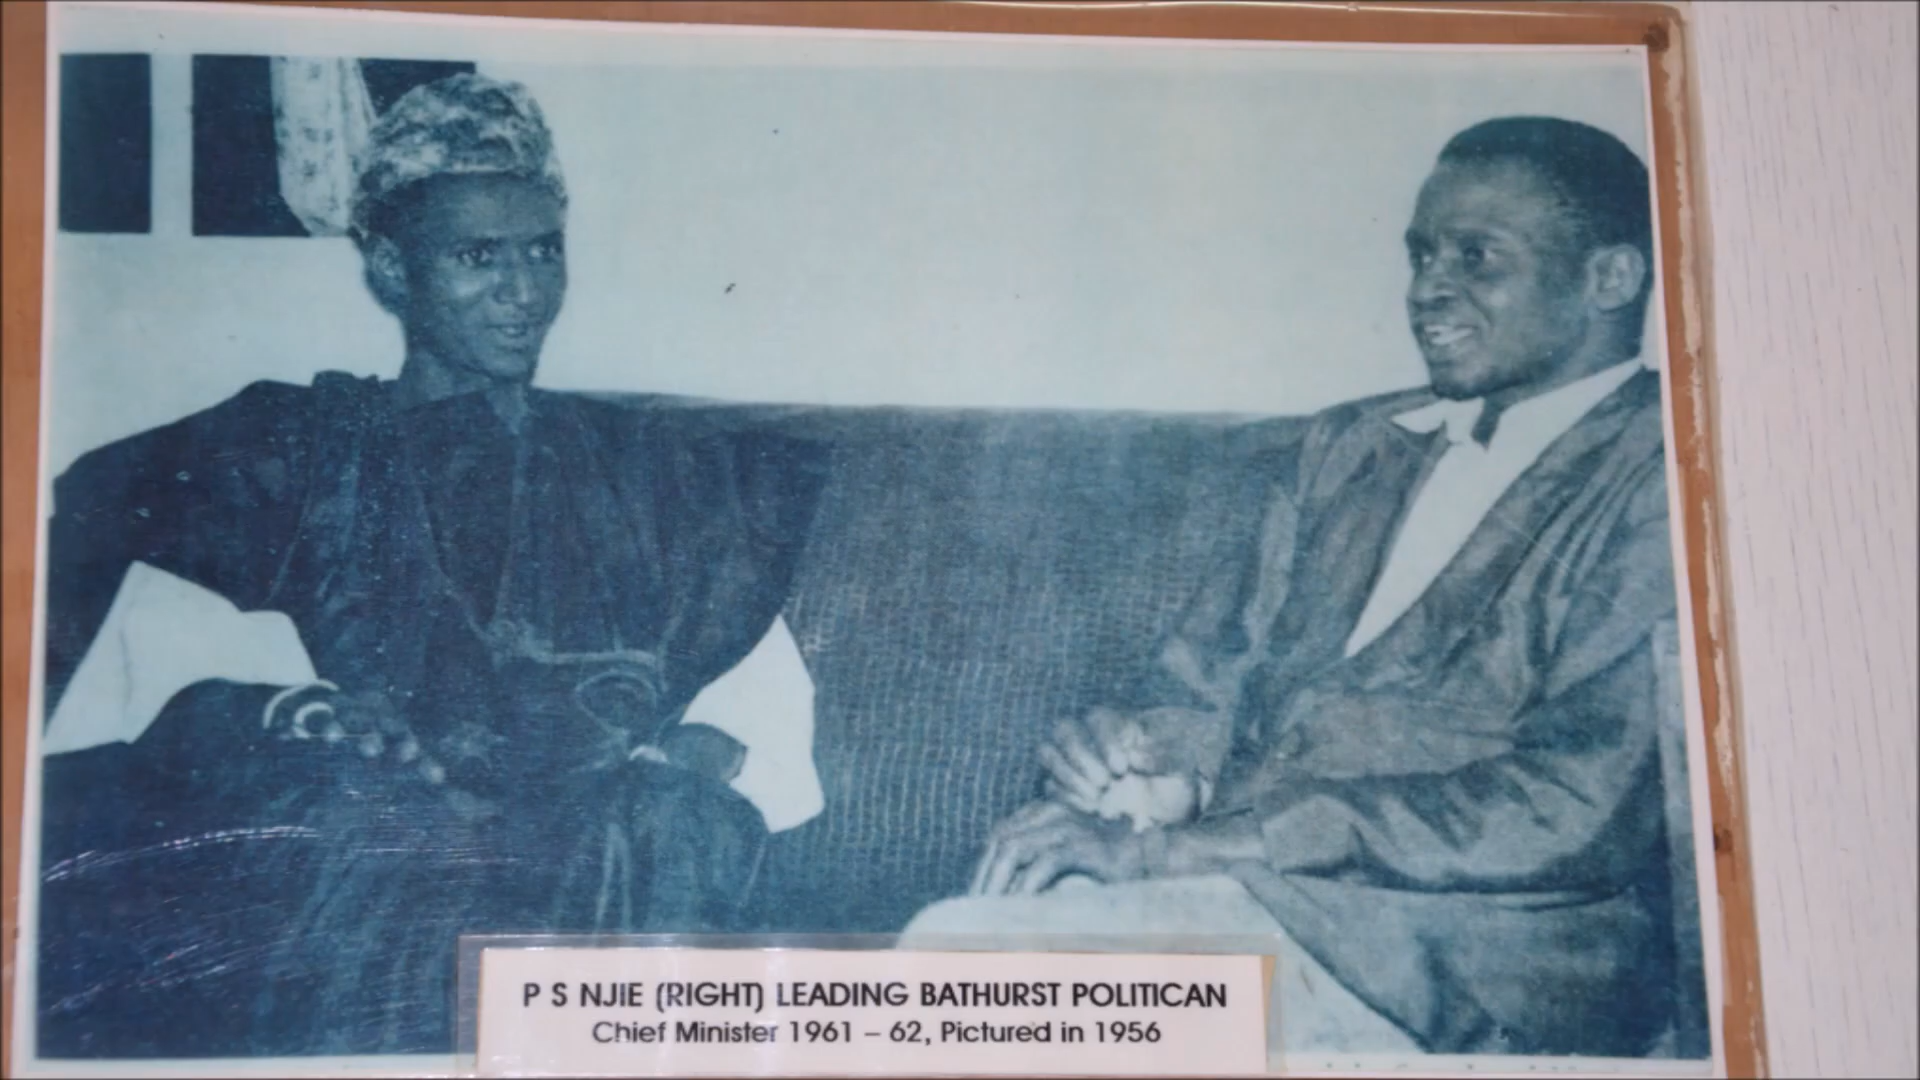 P S NJIE (RIGHT) LEADING BATHURST POLITICAN
Chief Minister 1961 – 62, Pictured in 1956